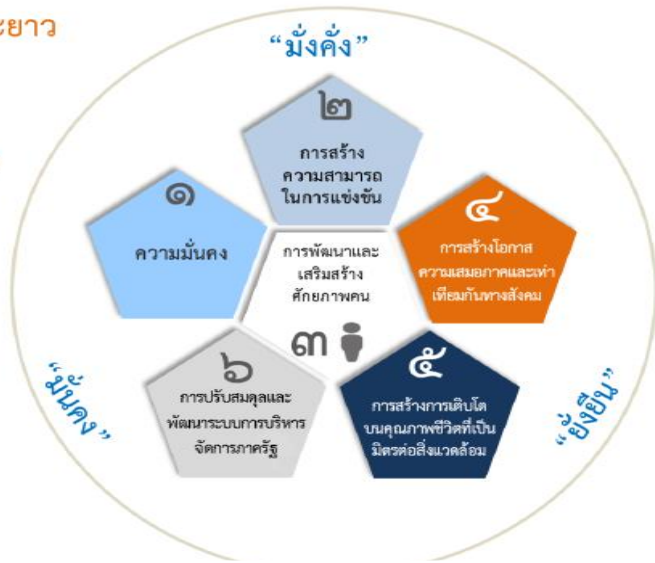 ะยาว
“มั่งคั่ง”
๒
การสร้าง
ความสามารถ
ในการแข่งขัน
๑
ความมั่นคง
การพัฒนาและ
เสริมสร้าง
ศักยภาพคน
๓
๔
การสร้างโอกาส
ความเสมอภาคและเท่า
เทียมกันทางสังคม
๖
การปรับสมดุลและ
พัฒนาระบบการบริหาร
จัดการภาครัฐ
๕
การสร้างการเติบโต
บนคุณภาพชีวิตที่เป็น
มิตรต่อสิ่งแวดล้อม
“มั่นคง”
“ยั่งยืน”